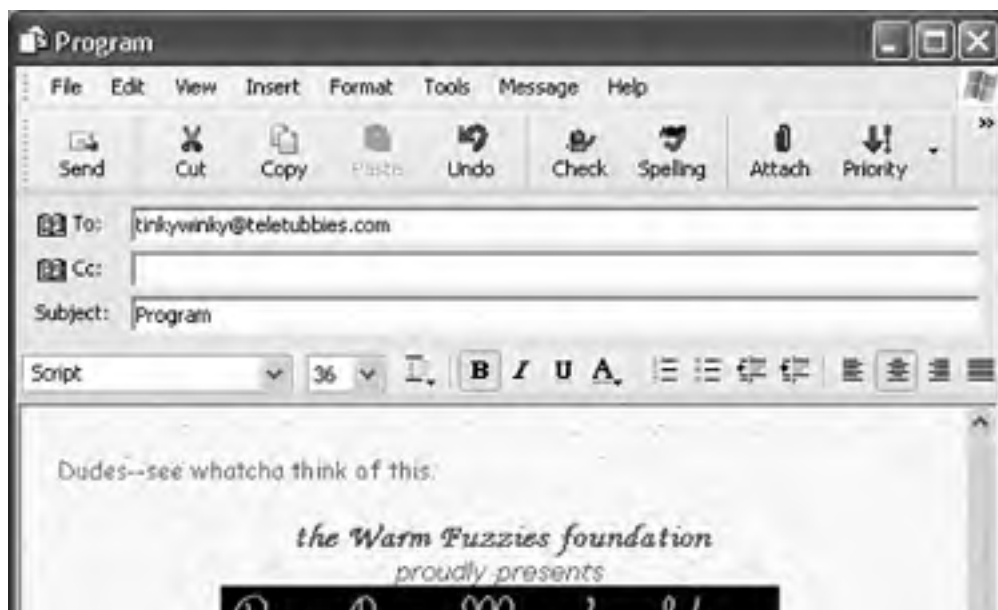 Program
File Edit View Insert Format Tools Message Help
Send Cut Copy Paste Undo Check Spelling Attach Priority
To: tinkywinky@teletubbies.com
Cc:
Subject: Program
Script 36 B I U A
Dudes--see whatcha think of this.
the Warm Fuzzies foundation
proudly presents